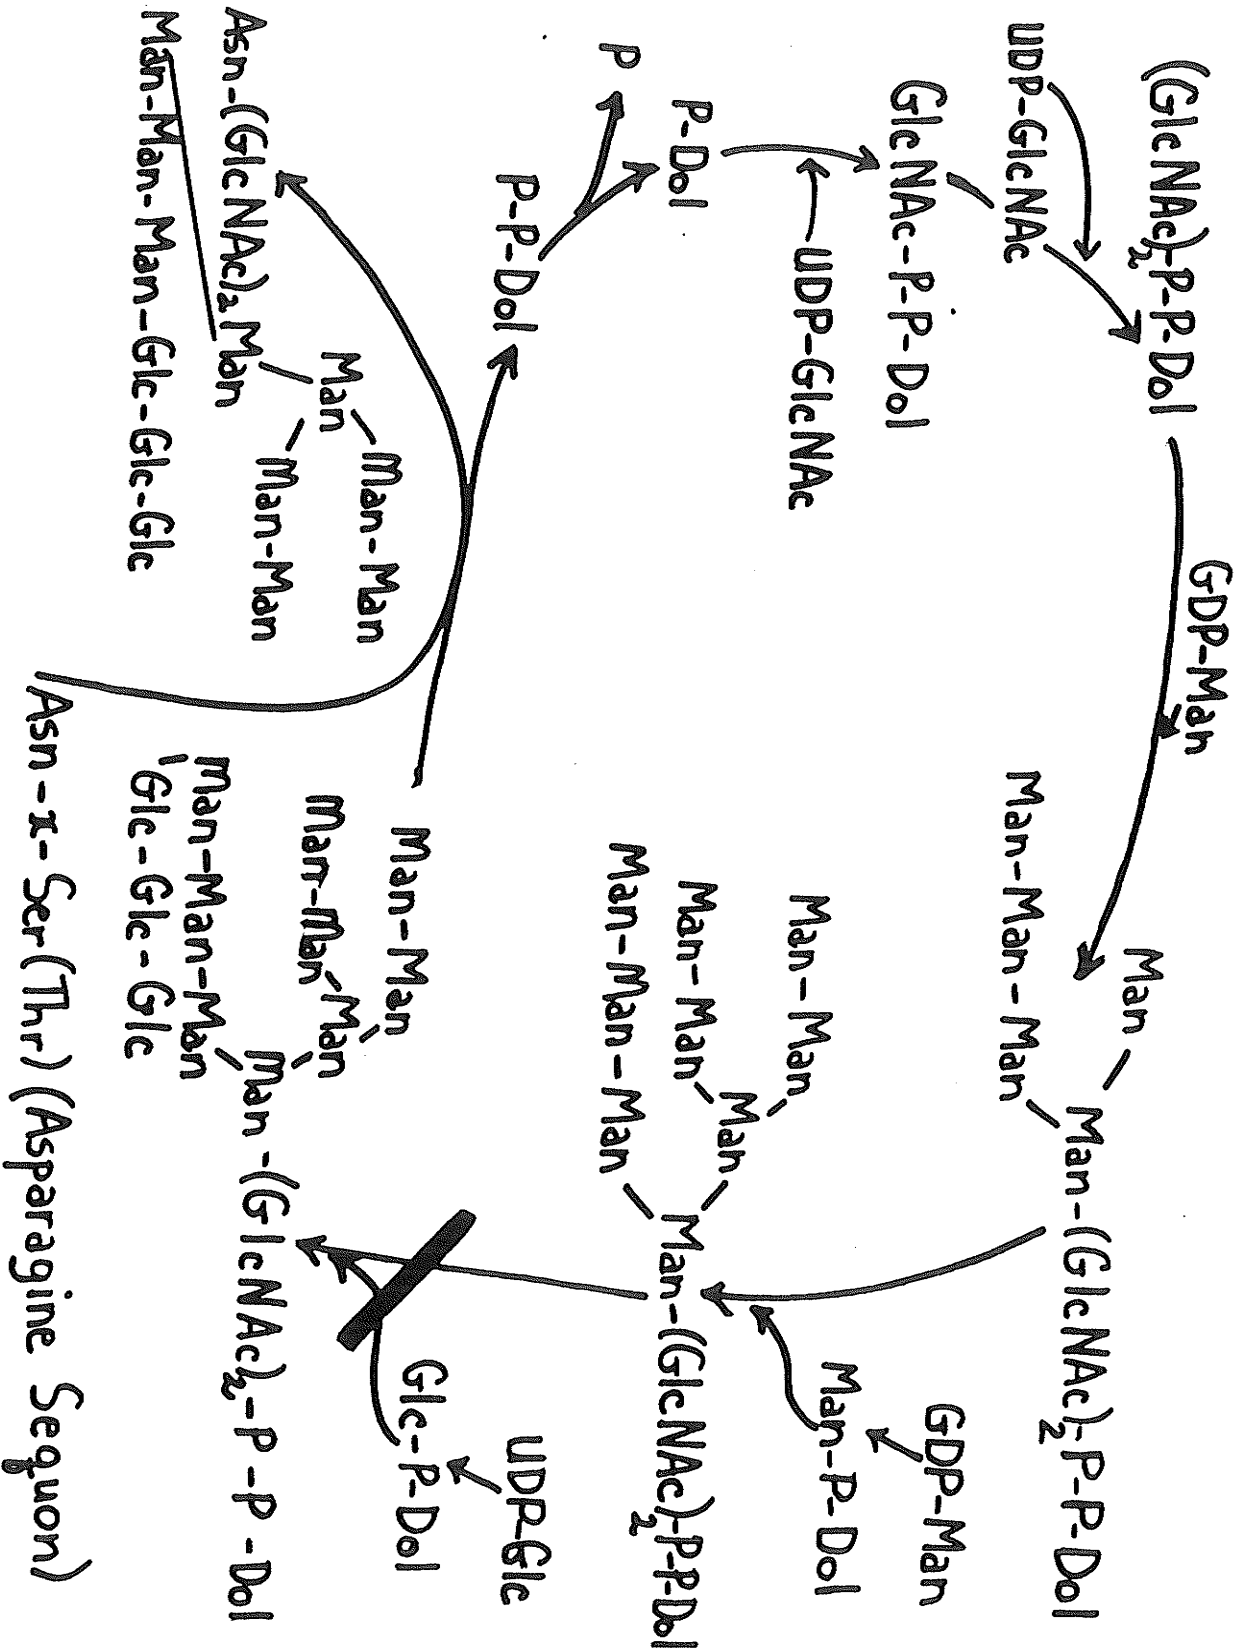 (GlcNAc)2-P-P-Dol
GDP-Man
UDP-GlcNAc
GlcNAc-P-P-Dol
UDP-GlcNAc
P-Dol
P
P-P-Dol
Man
Man-Man-Man
Man-(GlcNAc)2-P-P-Dol
GDP-Man
Man-P-Dol
Man-Man
Man-Man
Man
Man-Man-Man
Man-(GlcNAc)2-P-P-Dol
UDP-Glc
Glc-P-Dol
Man-Man
Man-Man
Man
Man-(GlcNAc)2-P-P-Dol
Man-Man-Man
Glc-Glc-Glc
Man-Man
Man
Man-Man
Asn-(GlcNAc)2Man
Man-Man-Man-Glc-Glc-Glc
Asn-x-Ser(Thr)(Asparagine Sequon)